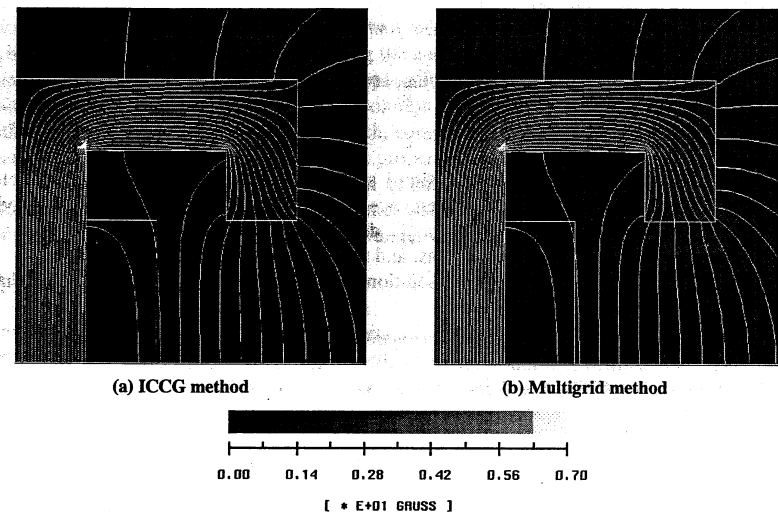 (a) ICCG method
(b) Multigrid method
0.00 0.14 0.28 0.42 0.56 0.70
[ * E+01 GAUSS ]